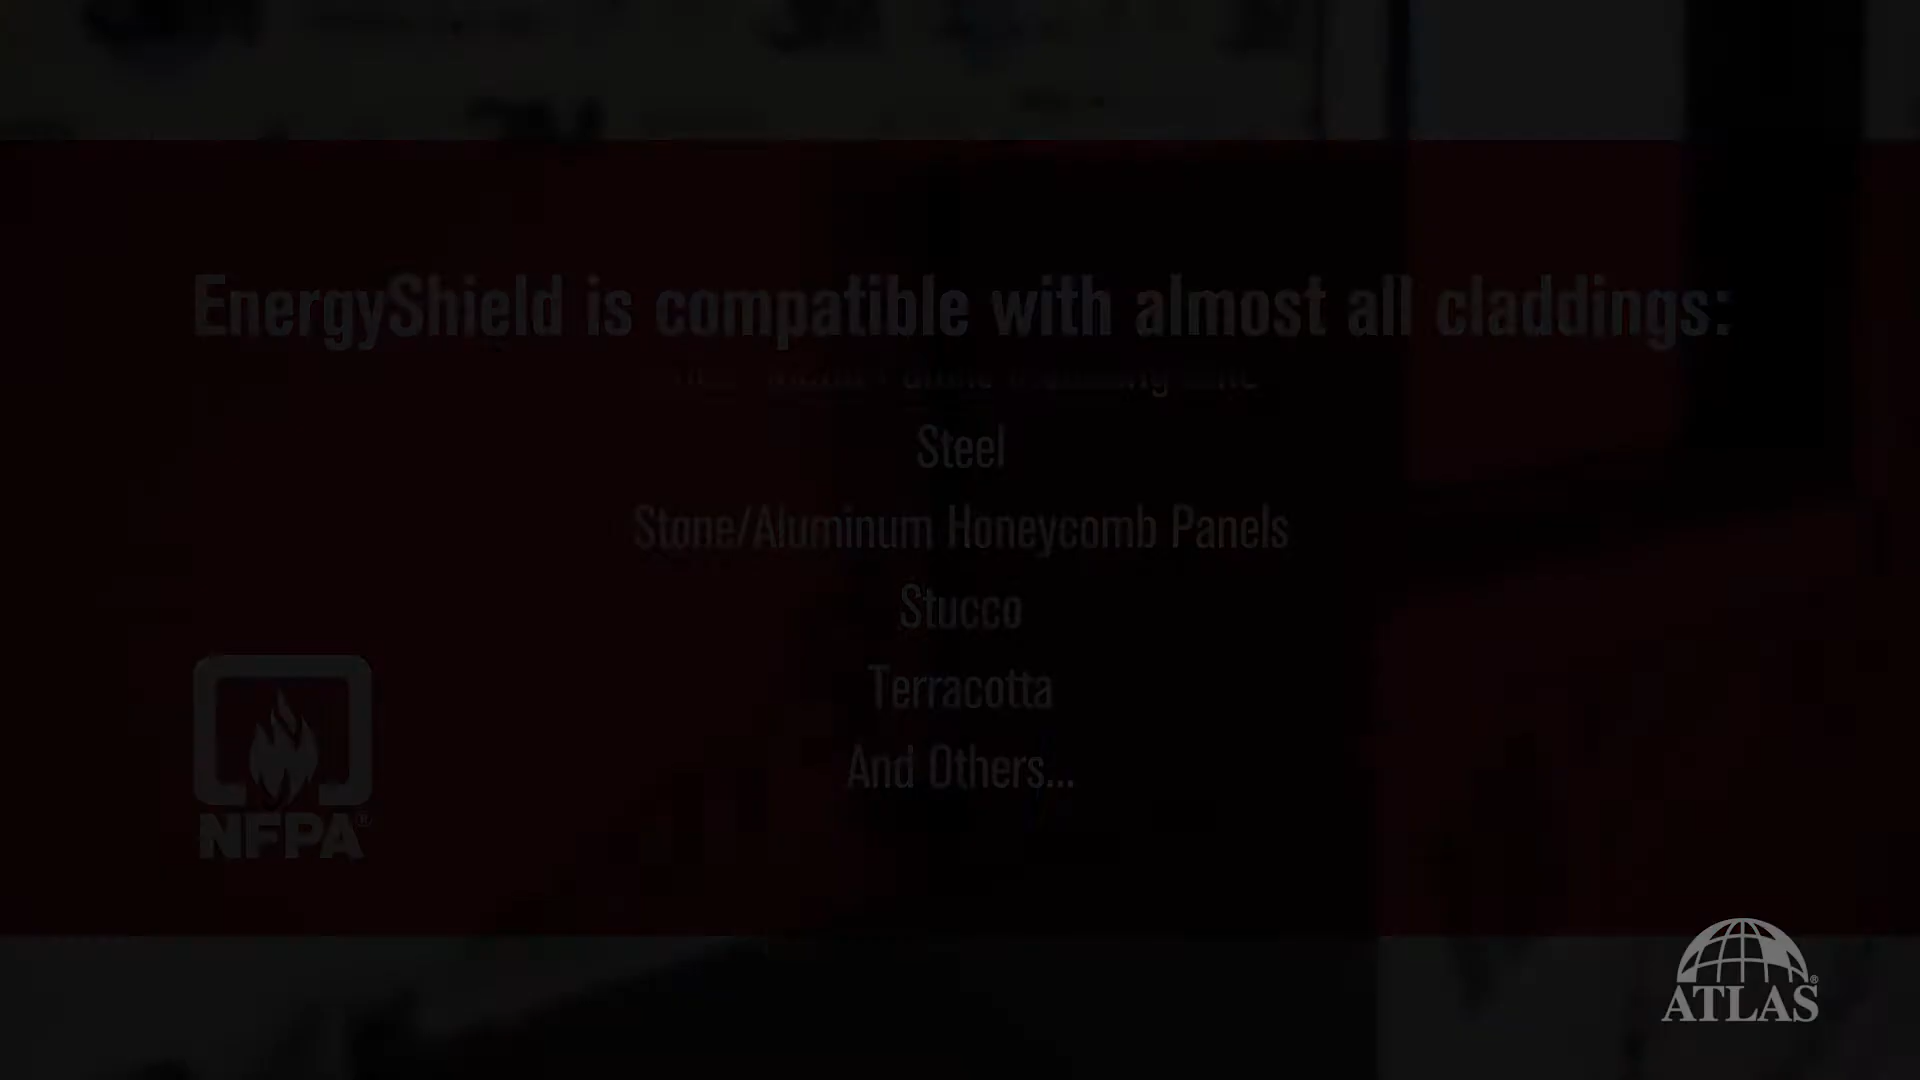 EnergyShield is compatible with almost all claddings:
Steel
Stone/Aluminum Honeycomb Panels
Stucco
Terracotta
And Others...
NFPA®
ATLAS®